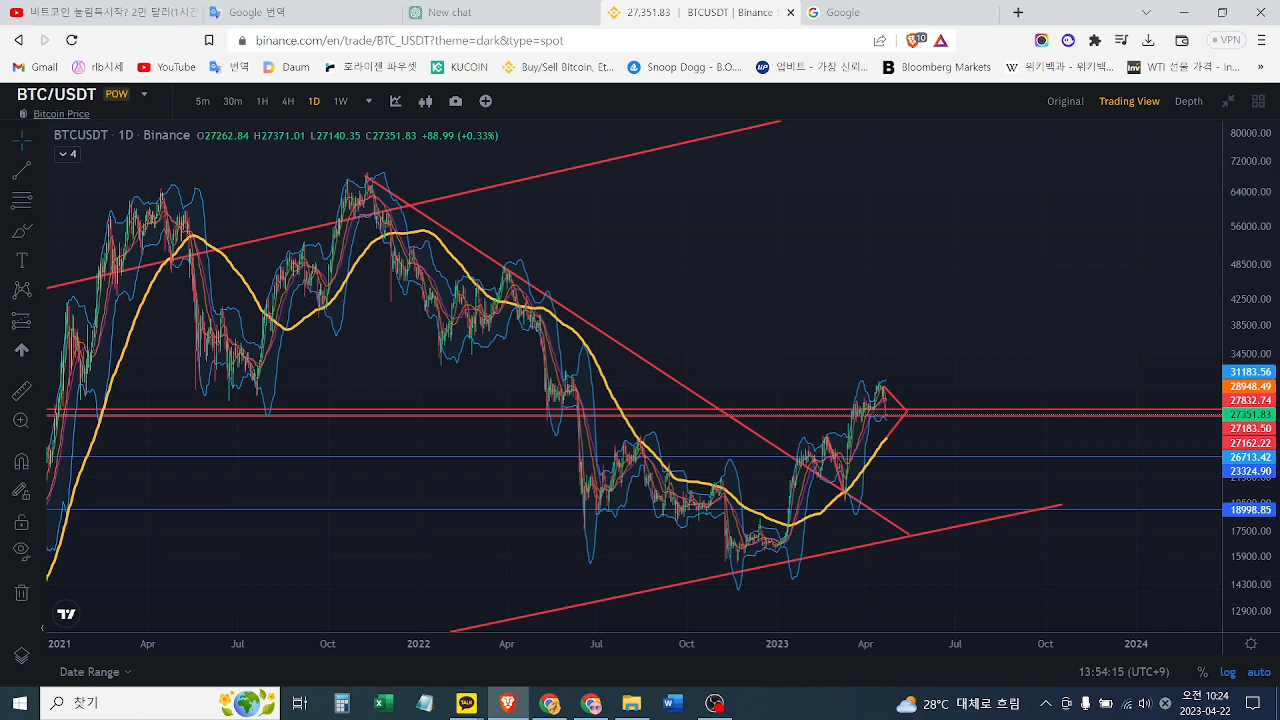 비트코인 눌림목시작? 2만 달러(1시간
Google 번역
New chat
27,351.83 | BTCUSDT | Binance
Google
binance.com/en/trade/BTC_USDT?theme=dark&type=spot
10
VPN
Gmail
rlb이세
YouTube
번역
Daum
로라이젠 파우셋
KUCOIN
Buy/Sell Bitcoin, Et...
Snoop Dogg - B.O...
업비트 - 가장 신뢰...
Bloomberg Markets
위키백과 - 위키백...
WTI 선물 가격 - In...
BTC/USDT POW
Bitcoin Price
5m 30m 1H 4H 1D 1W
Original Trading View Depth
BTCUSDT · 1D · Binance O27262.84 H27371.01 L27140.35 C27351.83 +88.99 (+0.33%)
4
80000.00
72000.00
64000.00
56000.00
48500.00
42500.00
38500.00
34500.00
31183.56
28948.49
27832.74
27351.83
27183.50
27162.22
26713.42
23324.90
18998.85
17500.00
15900.00
14300.00
12900.00
2021 Apr Jul Oct 2022 Apr Jul Oct 2023 Apr Jul Oct 2024
Date Range
13:54:15 (UTC+9) % log auto
찾기
TALK
28°C 대체로 흐림
오전 10:24
2023-04-22